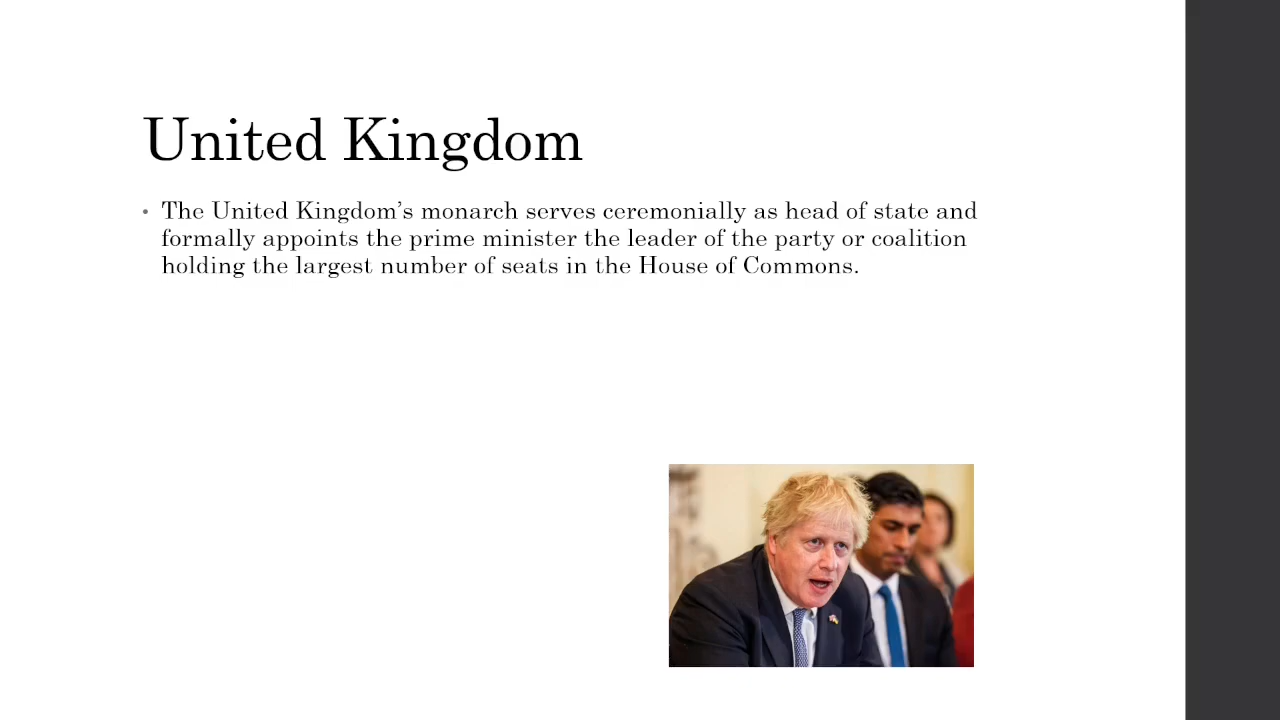 United Kingdom
• The United Kingdom’s monarch serves ceremonially as head of state and
formally appoints the prime minister the leader of the party or coalition
holding the largest number of seats in the House of Commons.